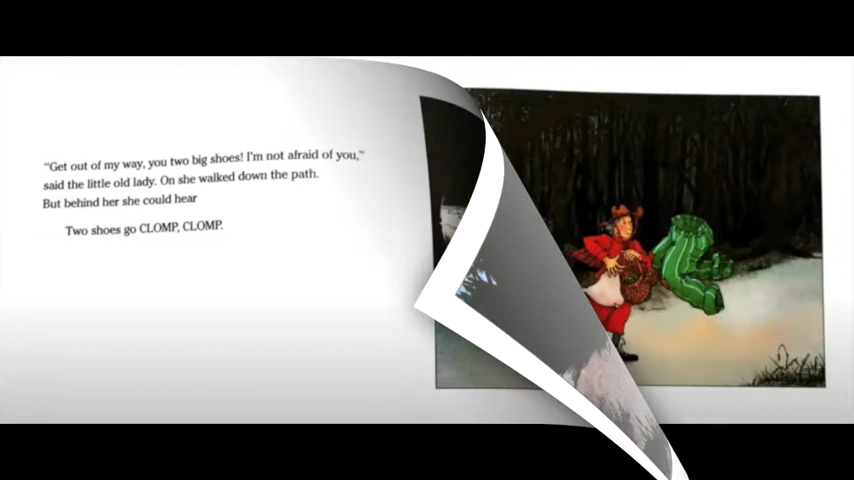 "Get out of my way, you two big shoes! I'm not afraid of you,"
said the little old lady. On she walked down the path.
But behind her she could hear
Two shoes go CLOMP, CLOMP.